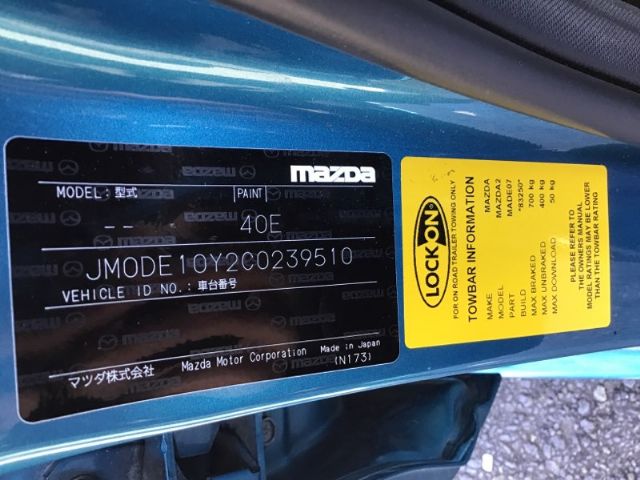 mazda
MODEL: 型式 PAINT
-- - 40E
JM0DE10Y2C0239510
VEHICLE ID NO.: 車台番号
マツダ株式会社 Mazda Motor Corporation Made in Japan
(N173)
LOCK-ON
FOR ON ROAD TRAILER TOWING ONLY
TOWBAR INFORMATION
MAKE MAZDA
MODEL MAZDA2
PART MADE07
BUILD *83250*
MAX BRAKED 700 kg
MAX UNBRAKED 400 kg
MAX DOWNLOAD 50 kg
PLEASE REFER TO
THE OWNERS MANUAL
MODEL RATINGS MAY BE LOWER
THAN THE TOWBAR RATING